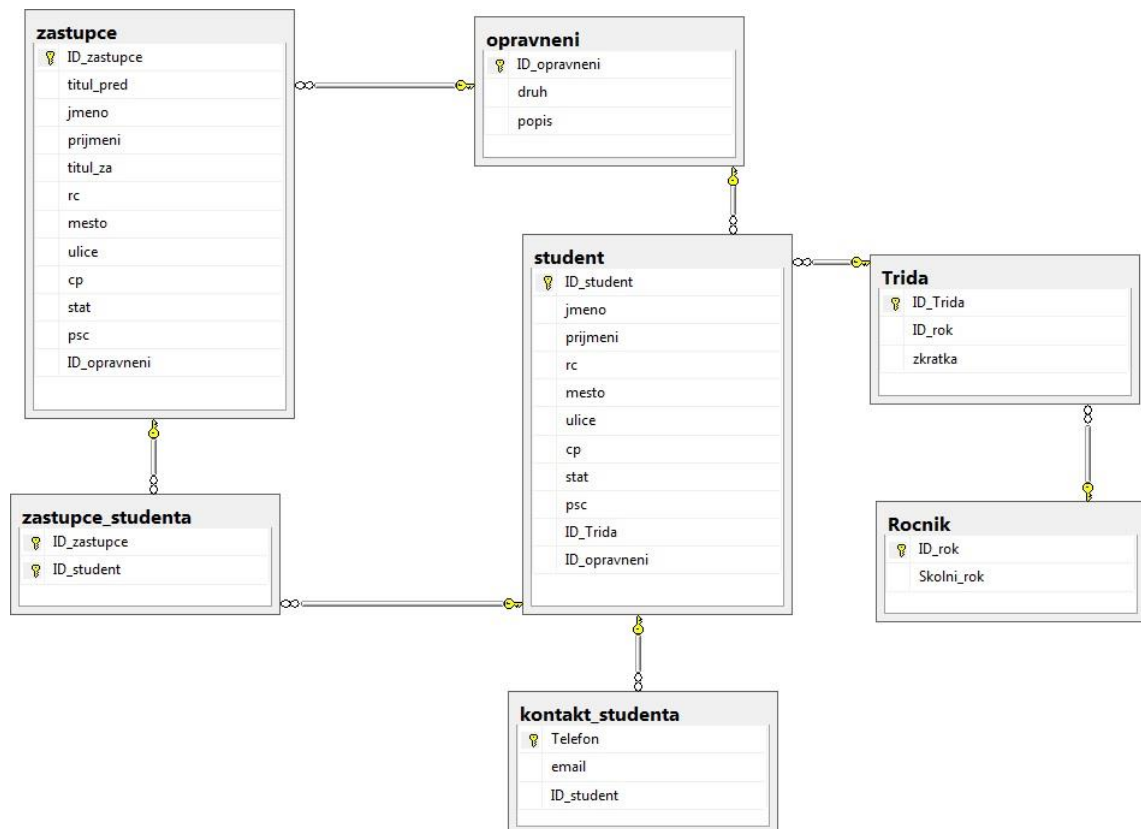 zastupce
ID_zastupce
titul_pred
jmeno
prijmeni
titul_za
rc
mesto
ulice
cp
stat
psc
ID_opravneni
opravneni
ID_opravneni
druh
popis
student
ID_student
jmeno
prijmeni
rc
mesto
ulice
cp
stat
psc
ID_Trida
ID_opravneni
Trida
ID_Trida
ID_rok
zkratka
zastupce_studenta
ID_zastupce
ID_student
Rocnik
ID_rok
Skolni_rok
kontakt_studenta
Telefon
email
ID_student